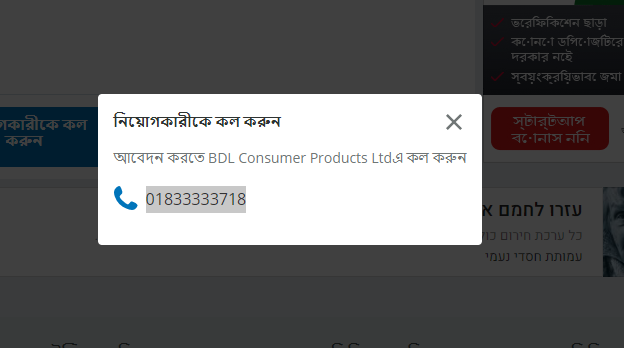 ভেরিফিকেশন ছাড়া
কোনো ডিপোজিটের
দরকার নেই
স্বয়ংক্রিয়ভাবে জমা
নিয়োগকারীকে কল করুন
গকারীকে কল
করুন
স্টার্টআপ
বোনাস নিন
আবেদন করতে BDL Consumer Products Ltdএ কল করুন
01833333718
עזרו לחמם א
כל ערכת חירום כו
עמותת חסדי נעמי